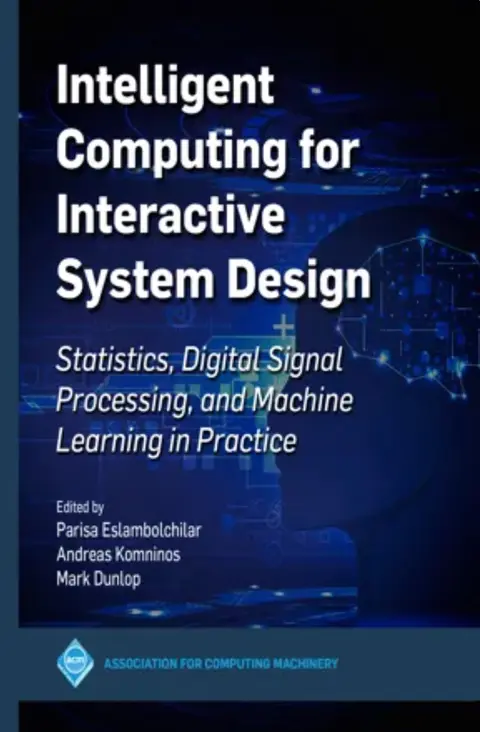 Intelligent
Computing for
Interactive
System Design
Statistics, Digital Signal
Processing, and Machine
Learning in Practice
Edited by
Parisa Eslambolchilar
Andreas Komninos
Mark Dunlop
acm
ASSOCIATION FOR COMPUTING MACHINERY